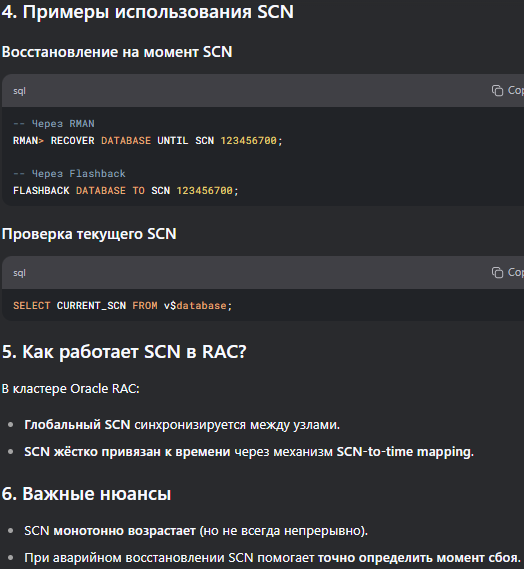 4. Примеры использования SCN
Восстановление на момент SCN
sql
-- Через RMAN
RMAN> RECOVER DATABASE UNTIL SCN 123456700;
-- Через Flashback
FLASHBACK DATABASE TO SCN 123456700;
Проверка текущего SCN
sql
SELECT CURRENT_SCN FROM v$database;
5. Как работает SCN в RAC?
В кластере Oracle RAC:
• Глобальный SCN синхронизируется между узлами.
• SCN жёстко привязан к времени через механизм SCN-to-time mapping.
6. Важные нюансы
• SCN монотонно возрастает (но не всегда непрерывно).
• При аварийном восстановлении SCN помогает точно определить момент сбоя.